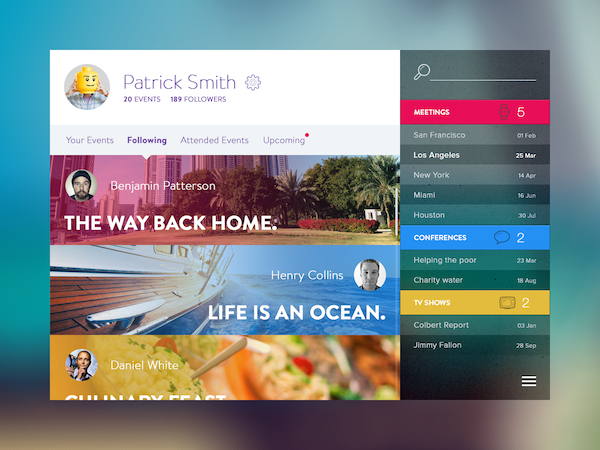 Patrick Smith
20 EVENTS 189 FOLLOWERS
Your Events Following Attended Events Upcoming
Benjamin Patterson
THE WAY BACK HOME.
Henry Collins
LIFE IS AN OCEAN.
Daniel White
CULINARY FEAST
MEETINGS 5
San Francisco 01 Feb
Los Angeles 25 Mar
New York 14 Apr
Miami 16 Jun
Houston 30 Jul
CONFERENCES 2
Helping the poor 23 Mar
Charity water 18 Aug
TV SHOWS 2
Colbert Report 03 Jan
Jimmy Fallon 28 Sep